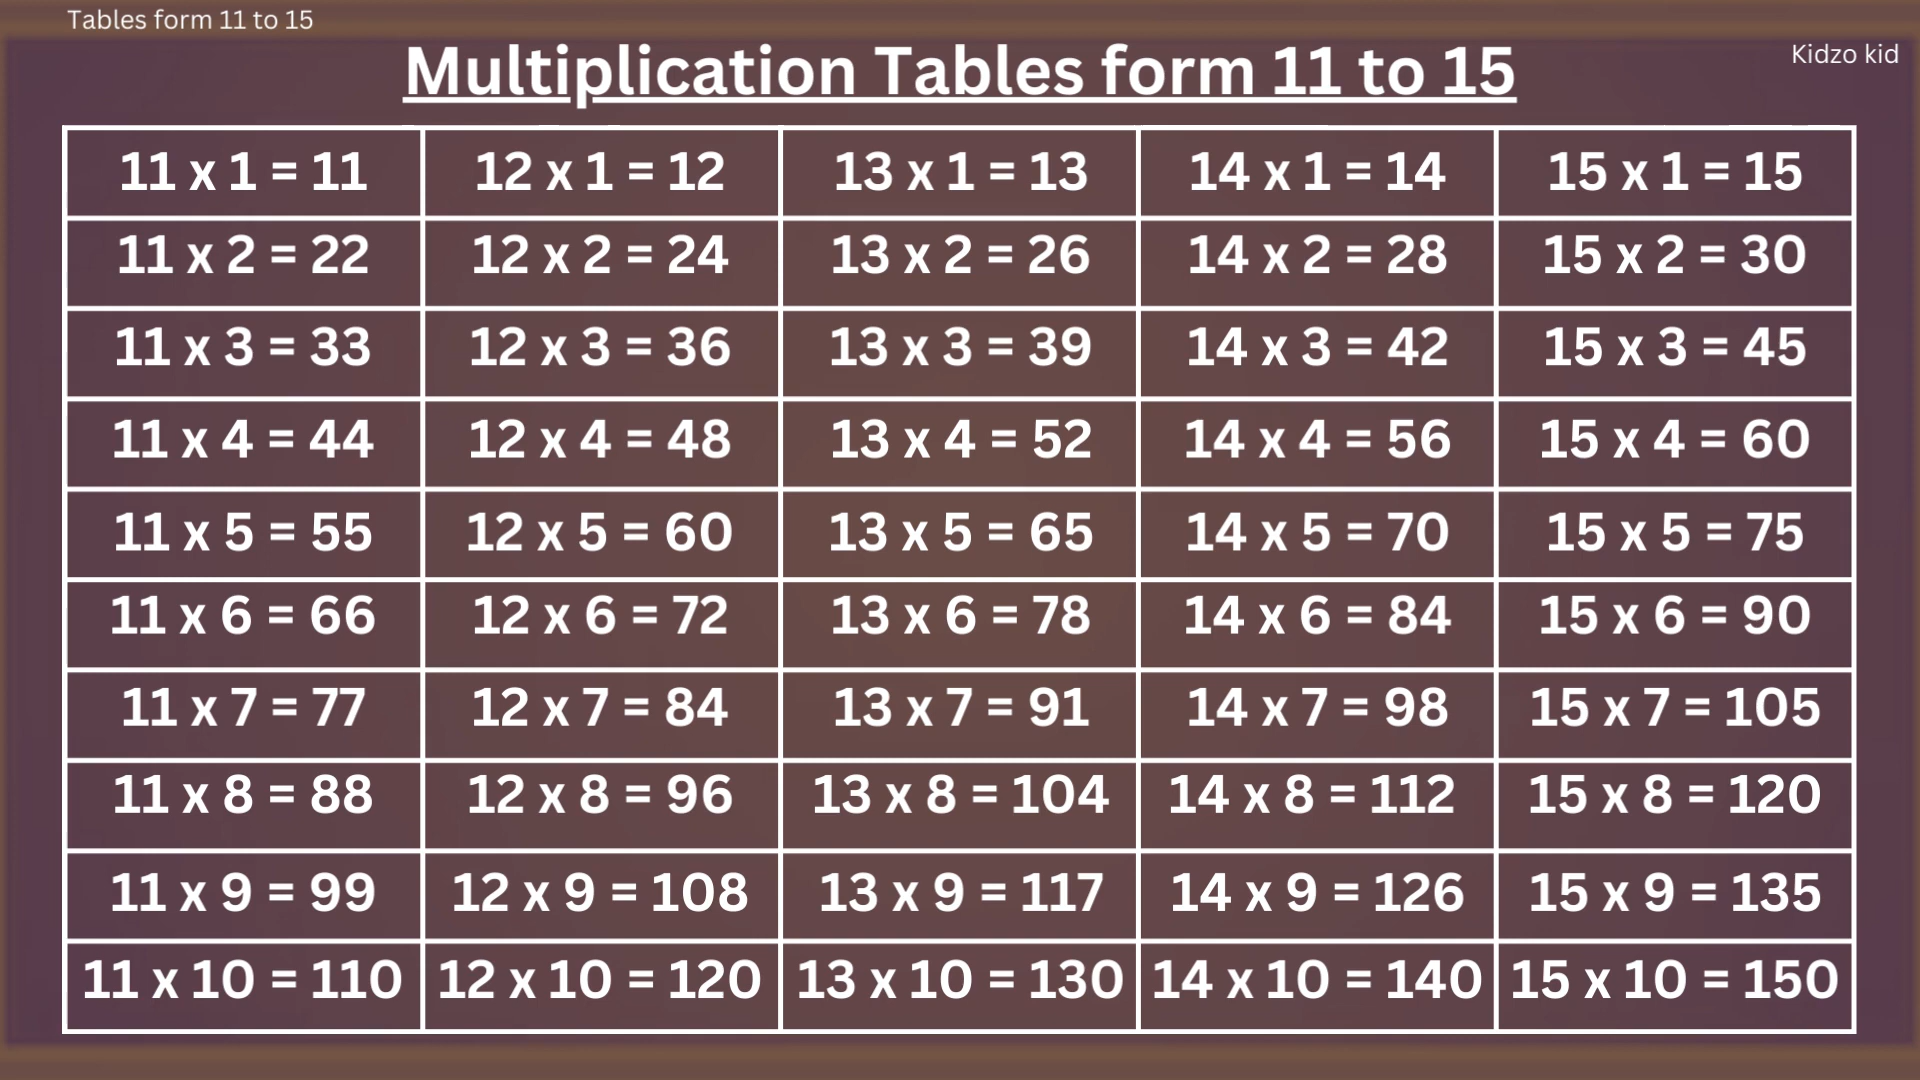 Tables form 11 to 15
Kidzo kid
Multiplication Tables form 11 to 15
11 x 1 = 11 12 x 1 = 12 13 x 1 = 13 14 x 1 = 14 15 x 1 = 15
11 x 2 = 22 12 x 2 = 24 13 x 2 = 26 14 x 2 = 28 15 x 2 = 30
11 x 3 = 33 12 x 3 = 36 13 x 3 = 39 14 x 3 = 42 15 x 3 = 45
11 x 4 = 44 12 x 4 = 48 13 x 4 = 52 14 x 4 = 56 15 x 4 = 60
11 x 5 = 55 12 x 5 = 60 13 x 5 = 65 14 x 5 = 70 15 x 5 = 75
11 x 6 = 66 12 x 6 = 72 13 x 6 = 78 14 x 6 = 84 15 x 6 = 90
11 x 7 = 77 12 x 7 = 84 13 x 7 = 91 14 x 7 = 98 15 x 7 = 105
11 x 8 = 88 12 x 8 = 96 13 x 8 = 104 14 x 8 = 112 15 x 8 = 120
11 x 9 = 99 12 x 9 = 108 13 x 9 = 117 14 x 9 = 126 15 x 9 = 135
11 x 10 = 110 12 x 10 = 120 13 x 10 = 130 14 x 10 = 140 15 x 10 = 150